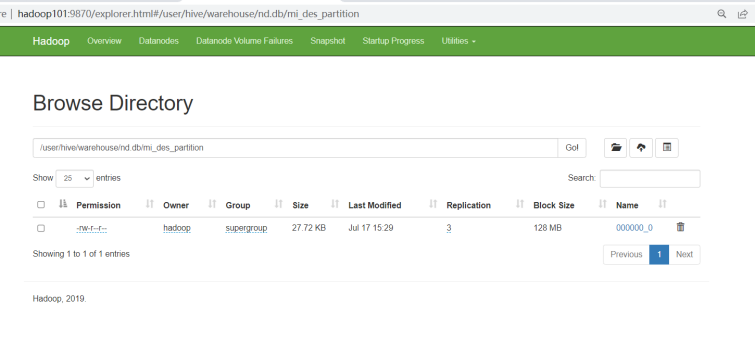 re | hadoop101:9870/explorer.html#/user/hive/warehouse/nd.db/mi_des_partition
Hadoop Overview Datanodes Datanode Volume Failures Snapshot Startup Progress Utilities
Browse Directory
/user/hive/warehouse/nd.db/mi_des_partition Go!
Show 25 entries Search:
Permission Owner Group Size Last Modified Replication Block Size Name
-rw-r--r-- hadoop supergroup 27.72 KB Jul 17 15:29 3 128 MB 000000_0
Showing 1 to 1 of 1 entries Previous 1 Next
Hadoop, 2019.